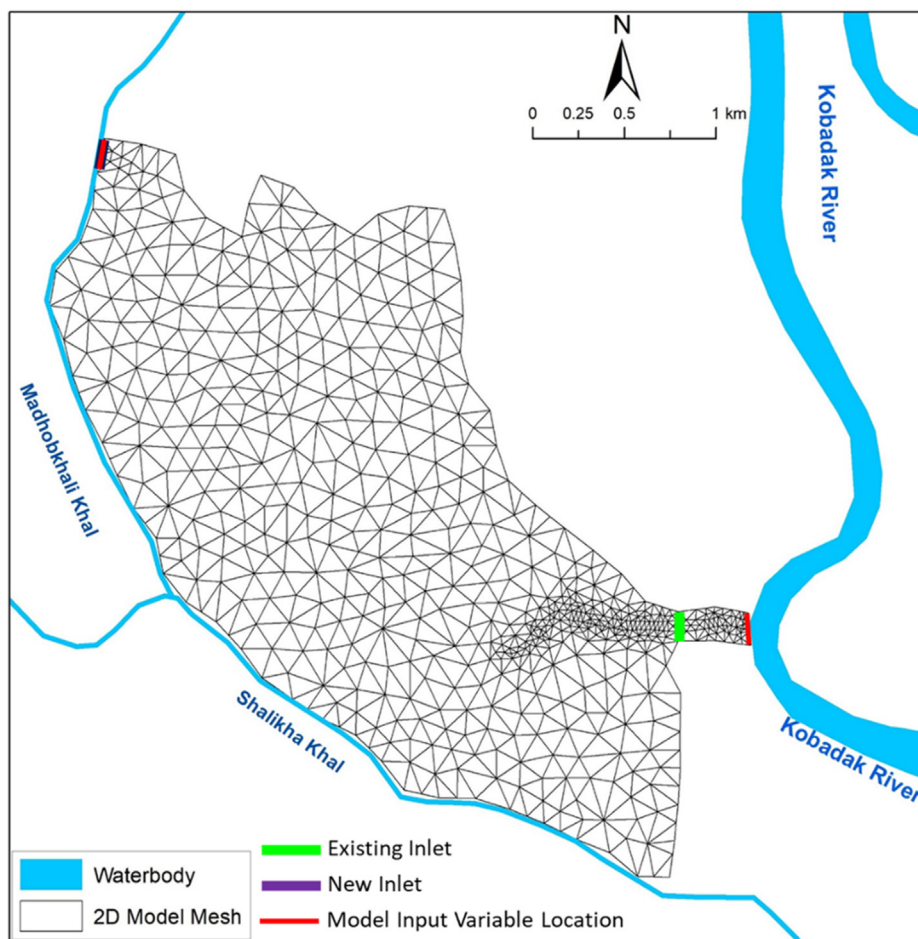 N
0 0.25 0.5 1 km
Kobadak River
Madhobkhali Khal
Shalikha Khal
Kobadak River
Waterbody
2D Model Mesh
Existing Inlet
New Inlet
Model Input Variable Location